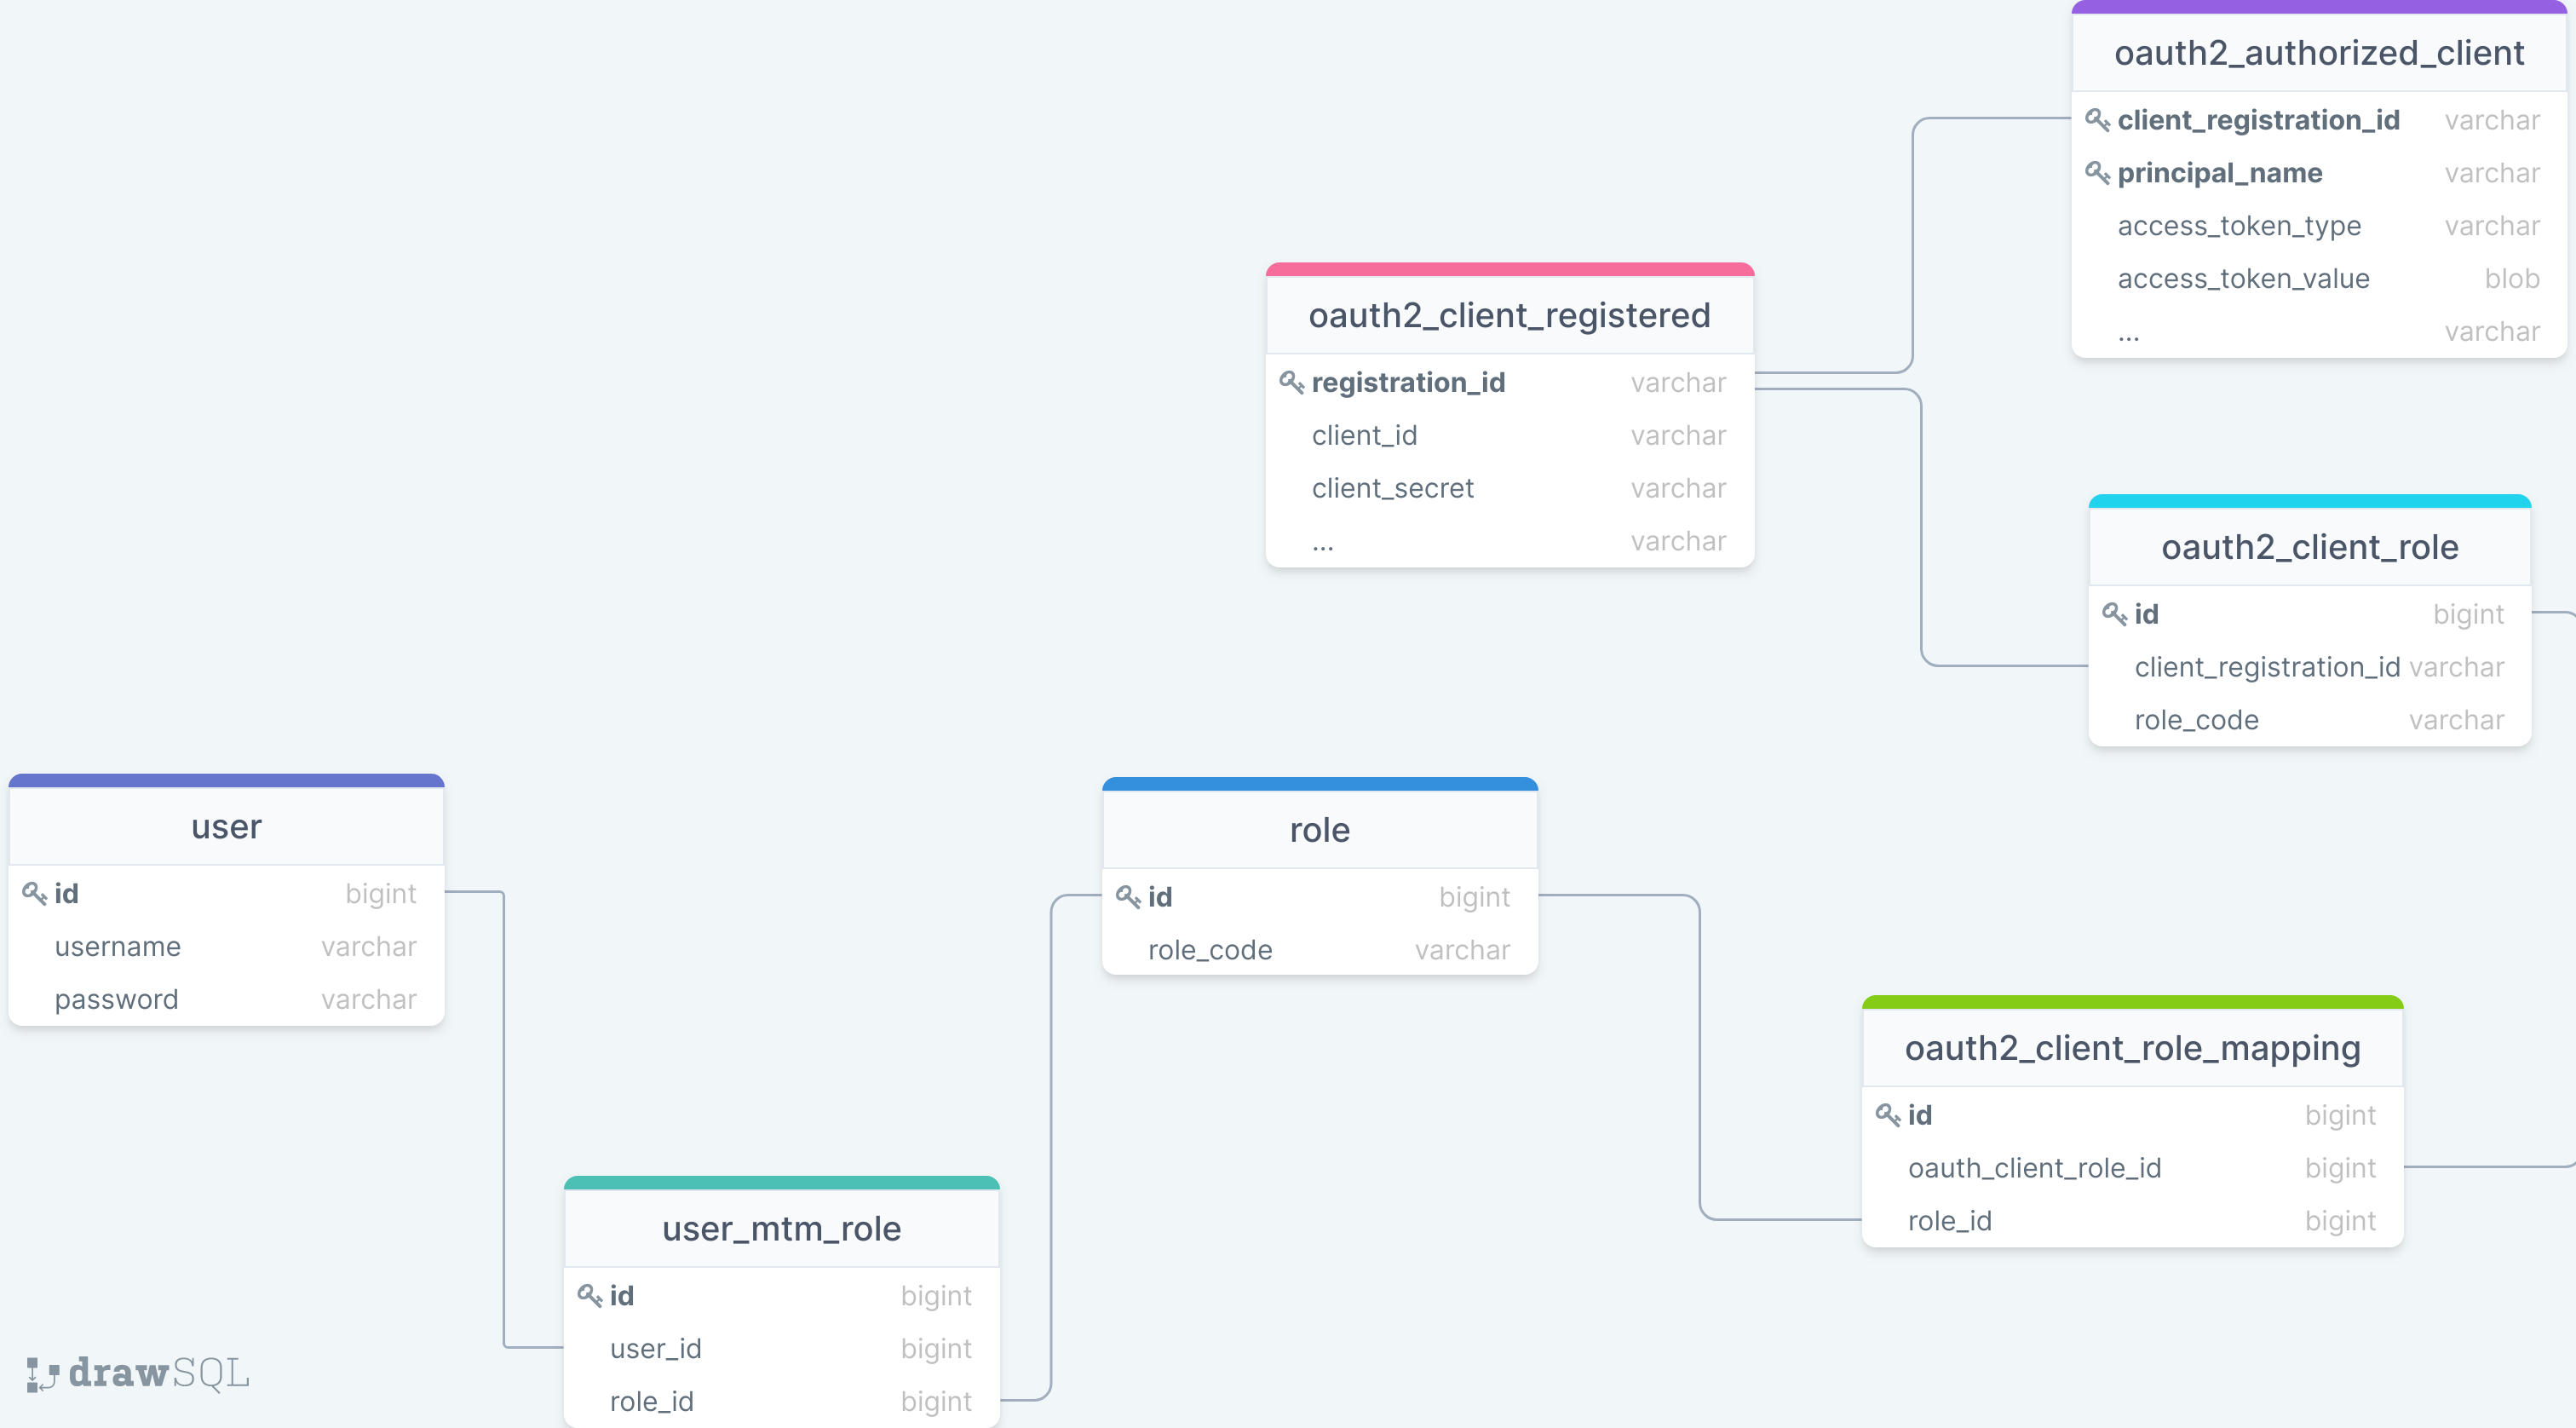 oauth2_authorized_client
client_registration_id varchar
principal_name varchar
access_token_type varchar
access_token_value blob
... varchar
oauth2_client_registered
registration_id varchar
client_id varchar
client_secret varchar
... varchar
oauth2_client_role
id bigint
client_registration_id varchar
role_code varchar
user
id bigint
username varchar
password varchar
role
id bigint
role_code varchar
oauth2_client_role_mapping
id bigint
oauth_client_role_id bigint
role_id bigint
user_mtm_role
id bigint
user_id bigint
role_id bigint
drawSQL